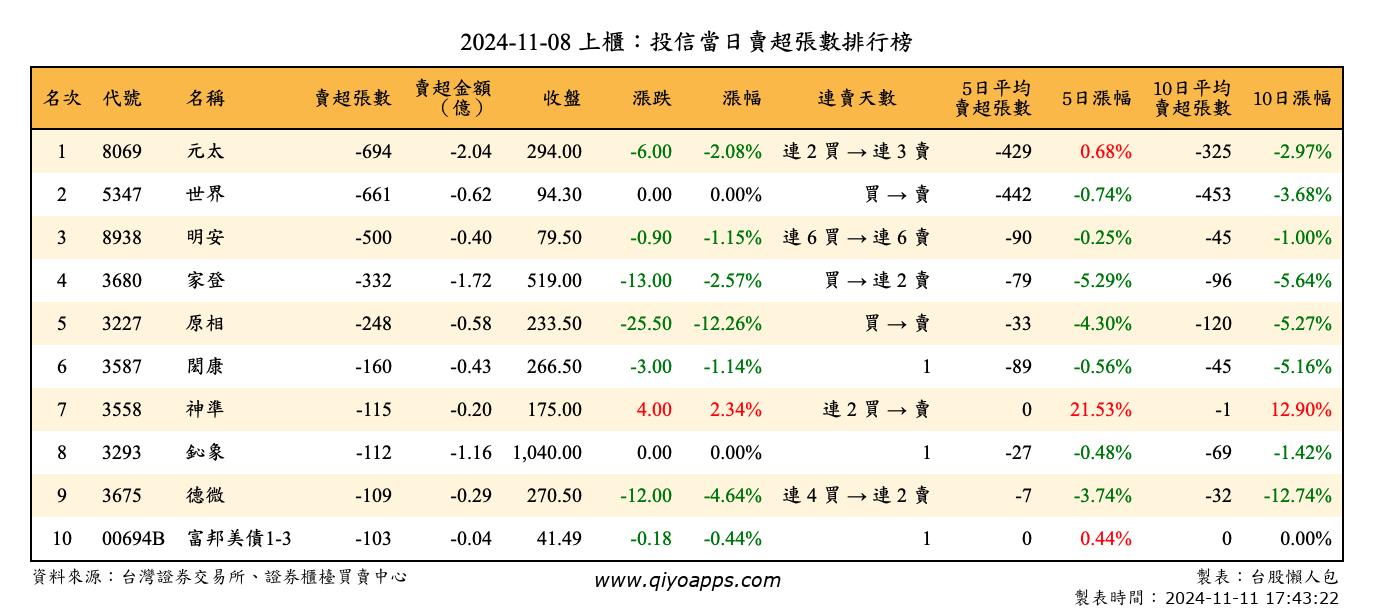 2024-11-08 上櫃：投信當日賣超張數排行榜
名次 代號 名稱 賣超張數 賣超金額（億） 收盤 漲跌 漲幅 連賣天數 5日平均賣超張數 5日漲幅 10日平均賣超張數 10日漲幅
1 8069 元太 -694 -2.04 294.00 -6.00 -2.08% 連 2 買 → 連 3 賣 -429 0.68% -325 -2.97%
2 5347 世界 -661 -0.62 94.30 0.00 0.00% 買 → 賣 -442 -0.74% -453 -3.68%
3 8938 明安 -500 -0.40 79.50 -0.90 -1.15% 連 6 買 → 連 6 賣 -90 -0.25% -45 -1.00%
4 3680 家登 -332 -1.72 519.00 -13.00 -2.57% 買 → 連 2 賣 -79 -5.29% -96 -5.64%
5 3227 原相 -248 -0.58 233.50 -25.50 -12.26% 買 → 賣 -33 -4.30% -120 -5.27%
6 3587 閎康 -160 -0.43 266.50 -3.00 -1.14% 1 -89 -0.56% -45 -5.16%
7 3558 神準 -115 -0.20 175.00 4.00 2.34% 連 2 買 → 賣 0 21.53% -1 12.90%
8 3293 鈊象 -112 -1.16 1,040.00 0.00 0.00% 1 -27 -0.48% -69 -1.42%
9 3675 德微 -109 -0.29 270.50 -12.00 -4.64% 連 4 買 → 連 2 賣 -7 -3.74% -32 -12.74%
10 00694B 富邦美債1-3 -103 -0.04 41.49 -0.18 -0.44% 1 0 0.44% 0 0.00%
資料來源：台灣證券交易所、證券櫃檯買賣中心 www.qiyoapps.com 製表：台股懶人包
製表時間：2024-11-11 17:43:22